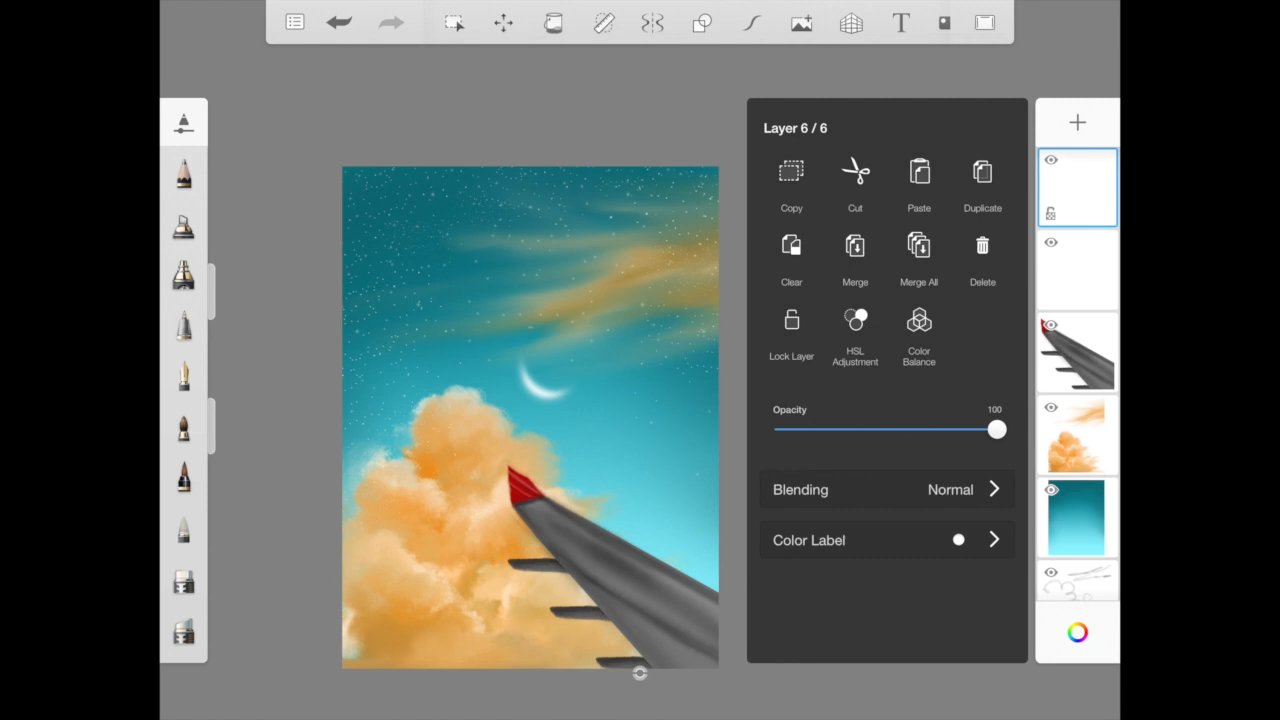 T
Layer 6 / 6
Copy Cut Paste Duplicate
Clear Merge Merge All Delete
Lock Layer HSL Adjustment Color Balance
Opacity 100
Blending Normal
Color Label